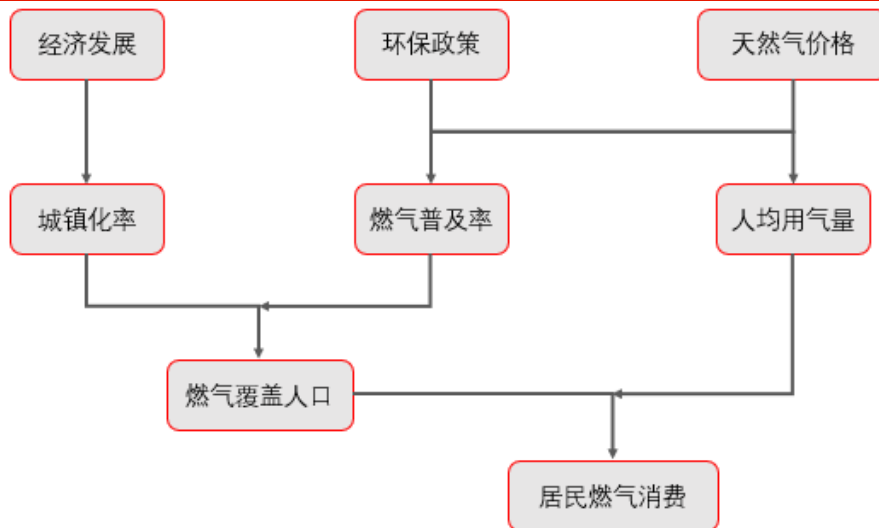 经济发展
环保政策
天然气价格
城镇化率
燃气普及率
人均用气量
燃气覆盖人口
居民燃气消费